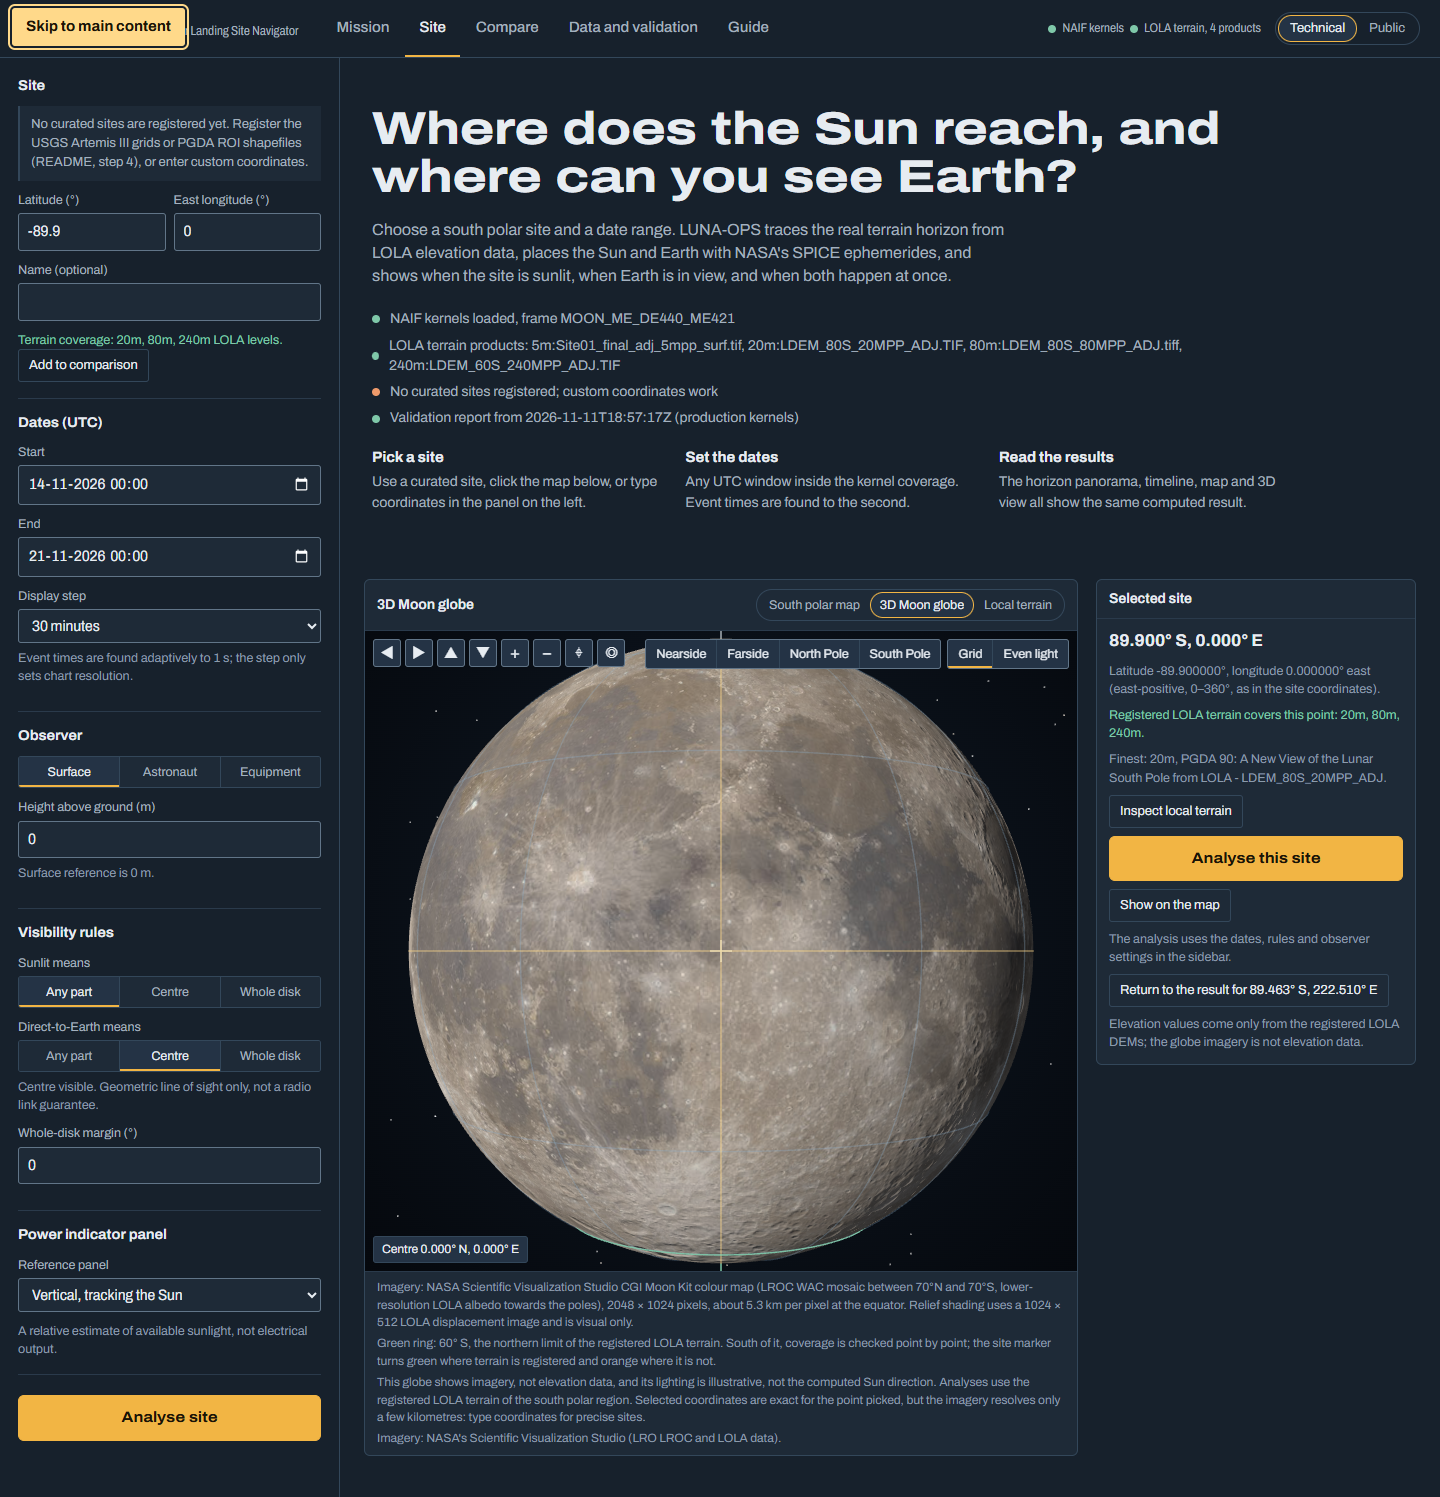 Skip to main content
Landing Site Navigator
Mission
Site
Compare
Data and validation
Guide
NAIF kernels
LOLA terrain, 4 products
Technical
Public
Site
No curated sites are registered yet. Register the
USGS Artemis III grids or PGDA ROI shapefiles
(README, step 4), or enter custom coordinates.
Latitude (°)
East longitude (°)
-89.9
0
Name (optional)
Terrain coverage: 20m, 80m, 240m LOLA levels.
Add to comparison
Dates (UTC)
Start
14-11-2026 00:00
End
21-11-2026 00:00
Display step
30 minutes
Event times are found adaptively to 1 s; the step only
sets chart resolution.
Observer
Surface
Astronaut
Equipment
Height above ground (m)
0
Surface reference is 0 m.
Visibility rules
Sunlit means
Any part
Centre
Whole disk
Direct-to-Earth means
Any part
Centre
Whole disk
Centre visible. Geometric line of sight only, not a radio
link guarantee.
Whole-disk margin (°)
0
Power indicator panel
Reference panel
Vertical, tracking the Sun
A relative estimate of available sunlight, not electrical
output.
Analyse site
Where does the Sun reach, and
where can you see Earth?
Choose a south polar site and a date range. LUNA-OPS traces the real terrain horizon from
LOLA elevation data, places the Sun and Earth with NASA's SPICE ephemerides, and
shows when the site is sunlit, when Earth is in view, and when both happen at once.
NAIF kernels loaded, frame MOON_ME_DE440_ME421
LOLA terrain products: 5m:Site01_final_adj_5mpp_surf.tif, 20m:LDEM_80S_20MPP_ADJ.TIF, 80m:LDEM_80S_80MPP_ADJ.tiff,
240m:LDEM_60S_240MPP_ADJ.TIF
No curated sites registered; custom coordinates work
Validation report from 2026-11-11T18:57:17Z (production kernels)
Pick a site
Use a curated site, click the map below, or type
coordinates in the panel on the left.
Set the dates
Any UTC window inside the kernel coverage.
Event times are found to the second.
Read the results
The horizon panorama, timeline, map and 3D
view all show the same computed result.
3D Moon globe
South polar map
3D Moon globe
Local terrain
Nearside
Farside
North Pole
South Pole
Grid
Even light
Centre 0.000° N, 0.000° E
Imagery: NASA Scientific Visualization Studio CGI Moon Kit colour map (LROC WAC mosaic between 70°N and 70°S, lower-
resolution LOLA albedo towards the poles), 2048 × 1024 pixels, about 5.3 km per pixel at the equator. Relief shading uses a 1024 ×
512 LOLA displacement image and is visual only.
Green ring: 60° S, the northern limit of the registered LOLA terrain. South of it, coverage is checked point by point; the site marker
turns green where terrain is registered and orange where it is not.
This globe shows imagery, not elevation data, and its lighting is illustrative, not the computed Sun direction. Analyses use the
registered LOLA terrain of the south polar region. Selected coordinates are exact for the point picked, but the imagery resolves only
a few kilometres: type coordinates for precise sites.
Imagery: NASA's Scientific Visualization Studio (LRO LROC and LOLA data).
Selected site
89.900° S, 0.000° E
Latitude -89.900000°, longitude 0.000000° east
(east-positive, 0–360°, as in the site coordinates).
Registered LOLA terrain covers this point: 20m, 80m,
240m.
Finest: 20m, PGDA 90: A New View of the Lunar
South Pole from LOLA - LDEM_80S_20MPP_ADJ.
Inspect local terrain
Analyse this site
Show on the map
The analysis uses the dates, rules and observer
settings in the sidebar.
Return to the result for 89.463° S, 222.510° E
Elevation values come only from the registered LOLA
DEMs; the globe imagery is not elevation data.